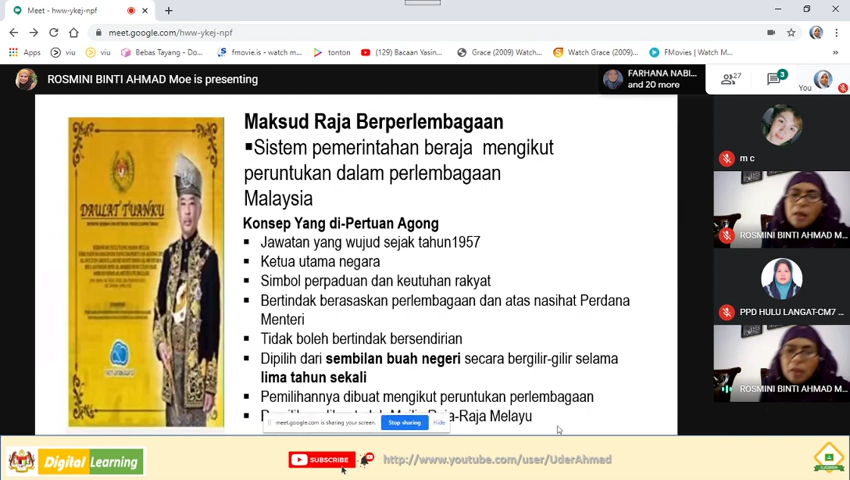 Meet - hww-ykej-npf
meet.google.com/hww-ykej-npf
Apps viu viu Bebas Tayang - Do... fmovie.is - watch m... tonton (129) Bacaan Yasin... Grace (2009) Watch... Watch Grace (2009)... FMovies | Watch M...
ROSMINI BINTI AHMAD Moe is presenting
FARHANA NABI...
and 20 more
27
3
You
Maksud Raja Berperlembagaan
▪Sistem pemerintahan beraja mengikut
peruntukan dalam perlembagaan
Malaysia
Konsep Yang di-Pertuan Agong
▪ Jawatan yang wujud sejak tahun1957
▪ Ketua utama negara
▪ Simbol perpaduan dan keutuhan rakyat
▪ Bertindak berasaskan perlembagaan dan atas nasihat Perdana
Menteri
▪ Tidak boleh bertindak bersendirian
▪ Dipilih dari sembilan buah negeri secara bergilir-gilir selama
lima tahun sekali
▪ Pemilihannya dibuat mengikut peruntukan perlembagaan
Raja-Raja Melayu
DAULAT TUANKU
m c
ROSMINI BINTI AHMAD M...
PPD HULU LANGAT-CM7 ...
ROSMINI BINTI AHMAD M...
meet.google.com is sharing your screen.
Stop sharing
Hide
Digital Learning
SUBSCRIBE
http://www.youtube.com/user/UderAhmad